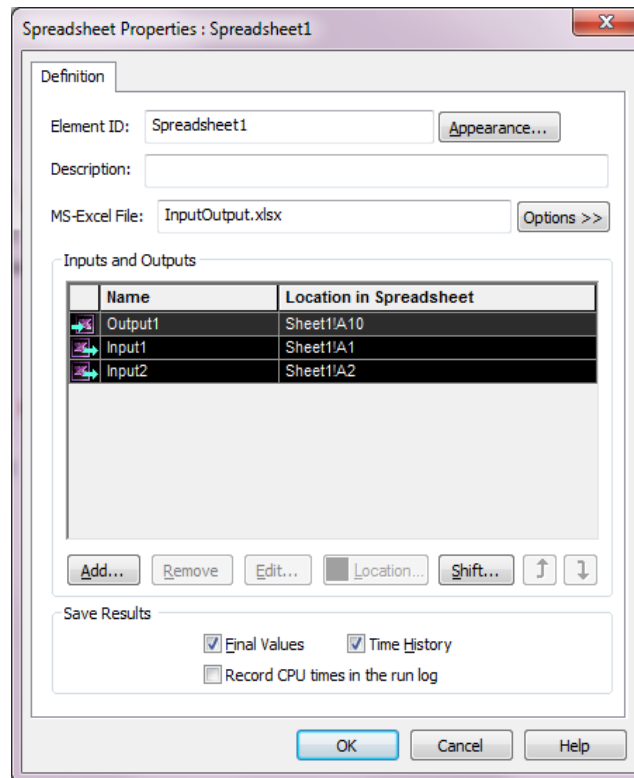 Spreadsheet Properties : Spreadsheet1
Definition
Element ID: Spreadsheet1 Appearance...
Description:
MS-Excel File: InputOutput.xlsx Options >>
Inputs and Outputs
Name Location in Spreadsheet
Output1 Sheet1!A10
Input1 Sheet1!A1
Input2 Sheet1!A2
Add... Remove Edit... Location... Shift...
Save Results
Final Values Time History
Record CPU times in the run log
OK Cancel Help